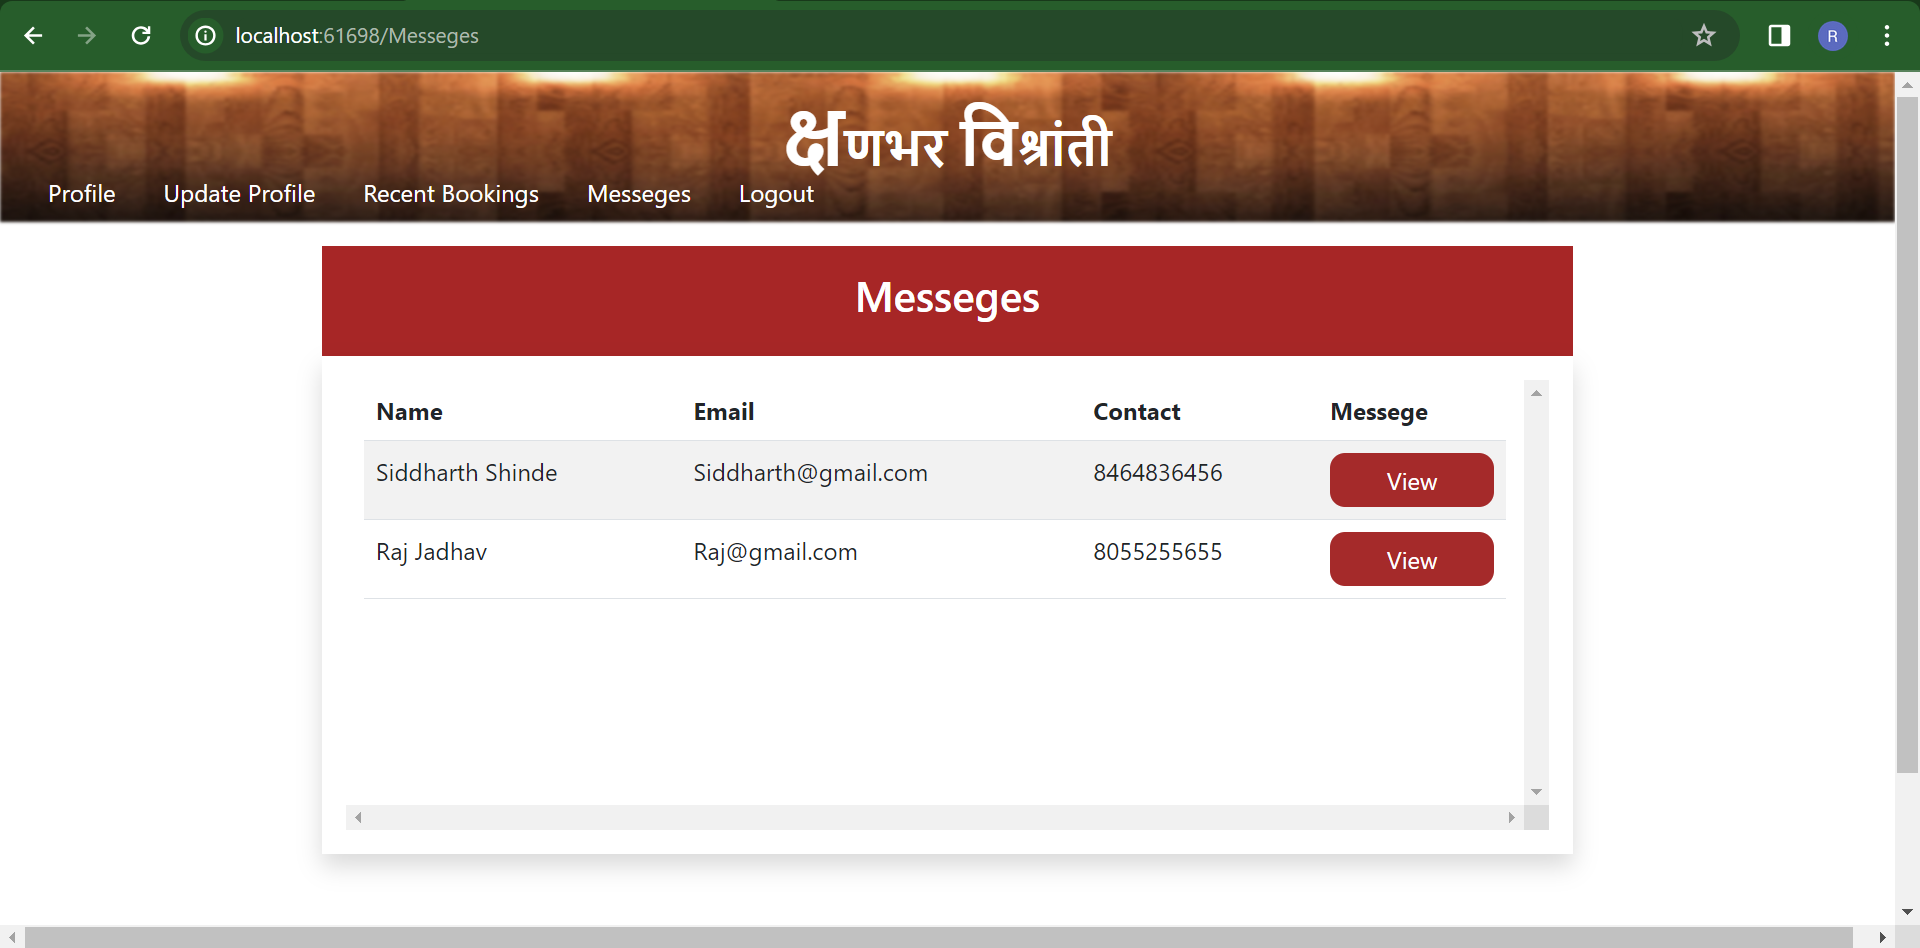 localhost:61698/Messeges
R
क्षणभर विश्रांती
Profile Update Profile Recent Bookings Messeges Logout
Messeges
Name Email Contact Messege
Siddharth Shinde Siddharth@gmail.com 8464836456 View
Raj Jadhav Raj@gmail.com 8055255655 View